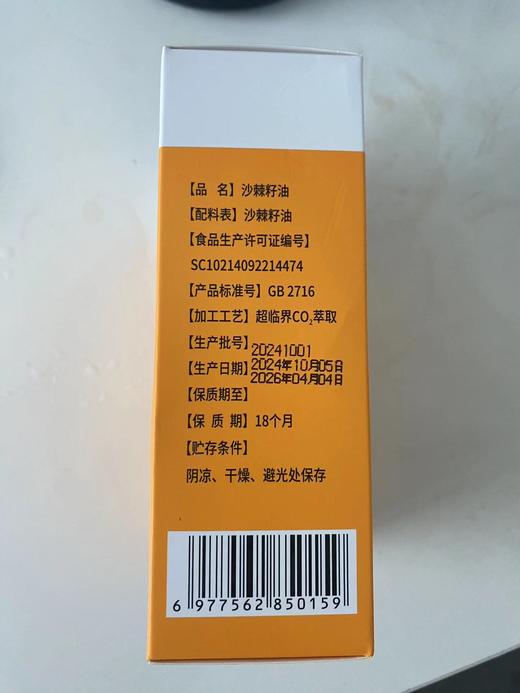 【品 名】沙棘籽油
【配料表】沙棘籽油
【食品生产许可证编号】
SC10214092214474
【产品标准号】GB 2716
【加工工艺】超临界CO₂萃取
【生产批号】20241001
【生产日期】2024年10月05日
【保质期至】2026年04月04日
【保 质 期】18个月
【贮存条件】
阴凉、干燥、避光处保存
6 977562 850159